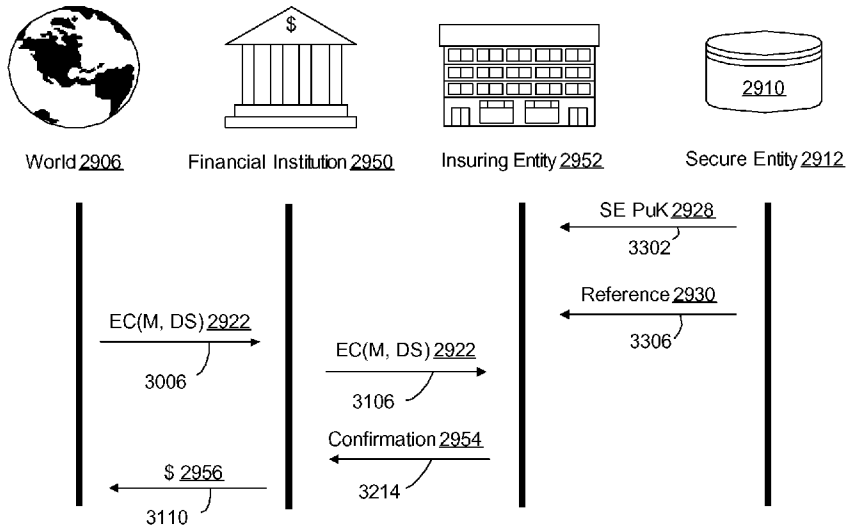 $
2910
World 2906
Financial Institution 2950
Insuring Entity 2952
Secure Entity 2912
SE PuK 2928
3302
Reference 2930
3306
EC(M, DS) 2922
3006
EC(M, DS) 2922
3106
Confirmation 2954
3214
$ 2956
3110